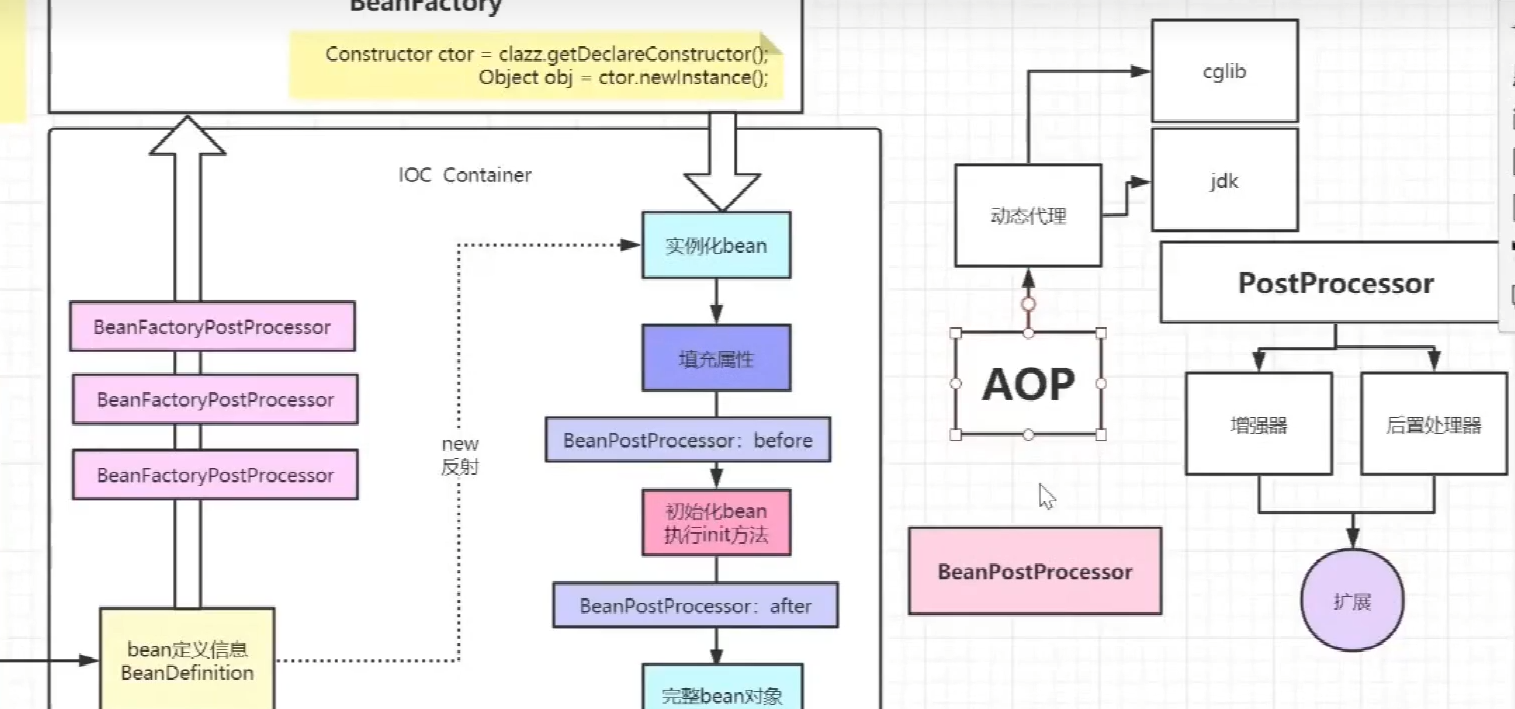 BeanFactory
Constructor ctor = clazz.getDeclareConstructor();
Object obj = ctor.newInstance();
IOC Container
实例化bean
填充属性
BeanPostProcessor：before
初始化bean
执行init方法
BeanPostProcessor：after
完整bean对象
BeanFactoryPostProcessor
BeanFactoryPostProcessor
BeanFactoryPostProcessor
new
反射
bean定义信息
BeanDefinition
cglib
jdk
动态代理
AOP
BeanPostProcessor
PostProcessor
增强器
后置处理器
扩展